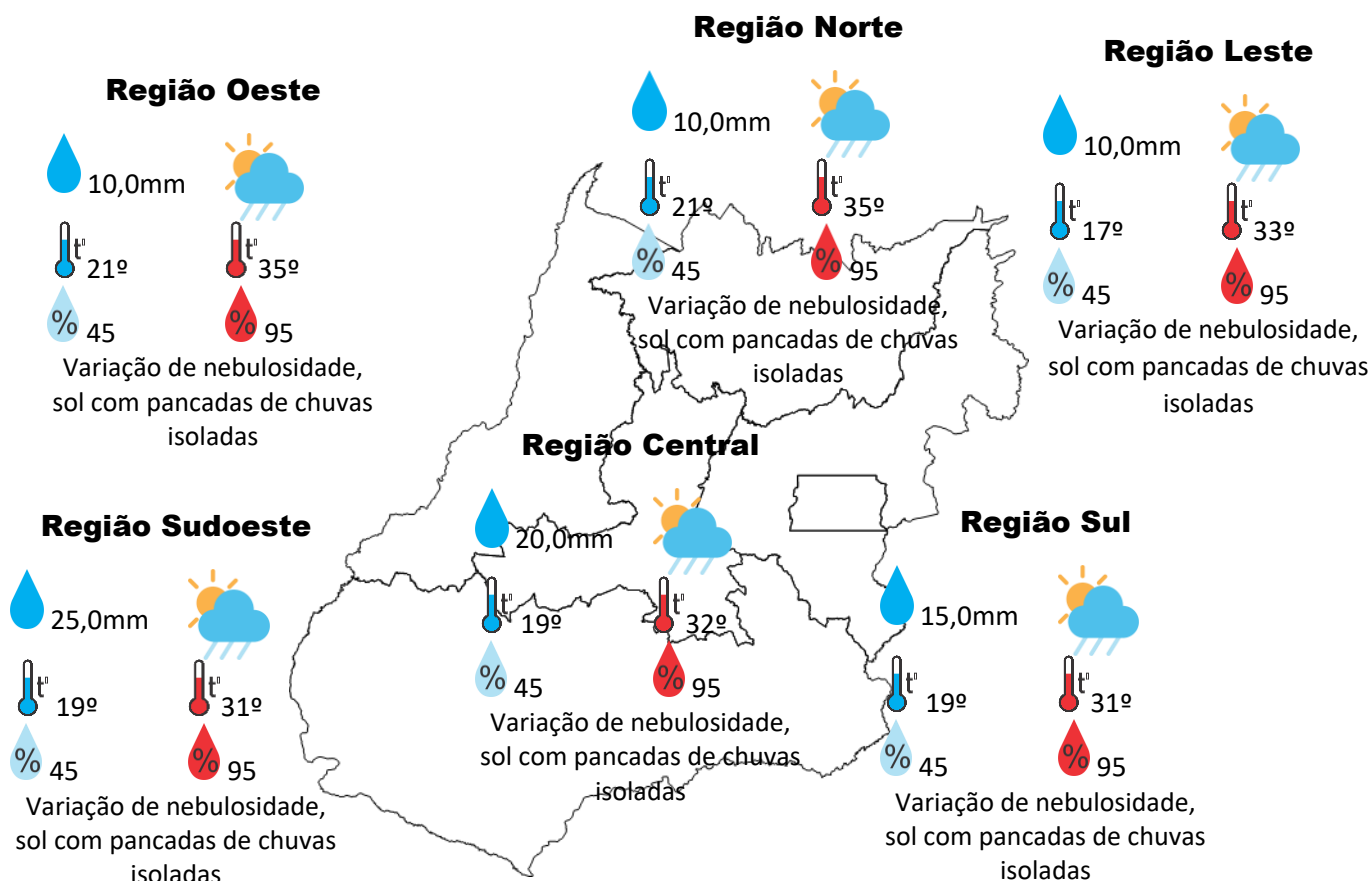 Região Norte
10,0mm
t°
21º
t°
35º
%
45
%
95
Variação de nebulosidade,
sol com pancadas de chuvas
isoladas
Região Leste
10,0mm
t°
17º
t°
33º
%
45
%
95
Variação de nebulosidade,
sol com pancadas de chuvas
isoladas
Região Oeste
10,0mm
t°
21º
t°
35º
%
45
%
95
Variação de nebulosidade,
sol com pancadas de chuvas
isoladas
Região Central
20,0mm
t°
19º
t°
32º
%
45
%
95
Variação de nebulosidade,
sol com pancadas de chuvas
isoladas
Região Sudoeste
25,0mm
t°
19º
t°
31º
%
45
%
95
Variação de nebulosidade,
sol com pancadas de chuvas
isoladas
Região Sul
15,0mm
t°
19º
t°
31º
%
45
%
95
Variação de nebulosidade,
sol com pancadas de chuvas
isoladas